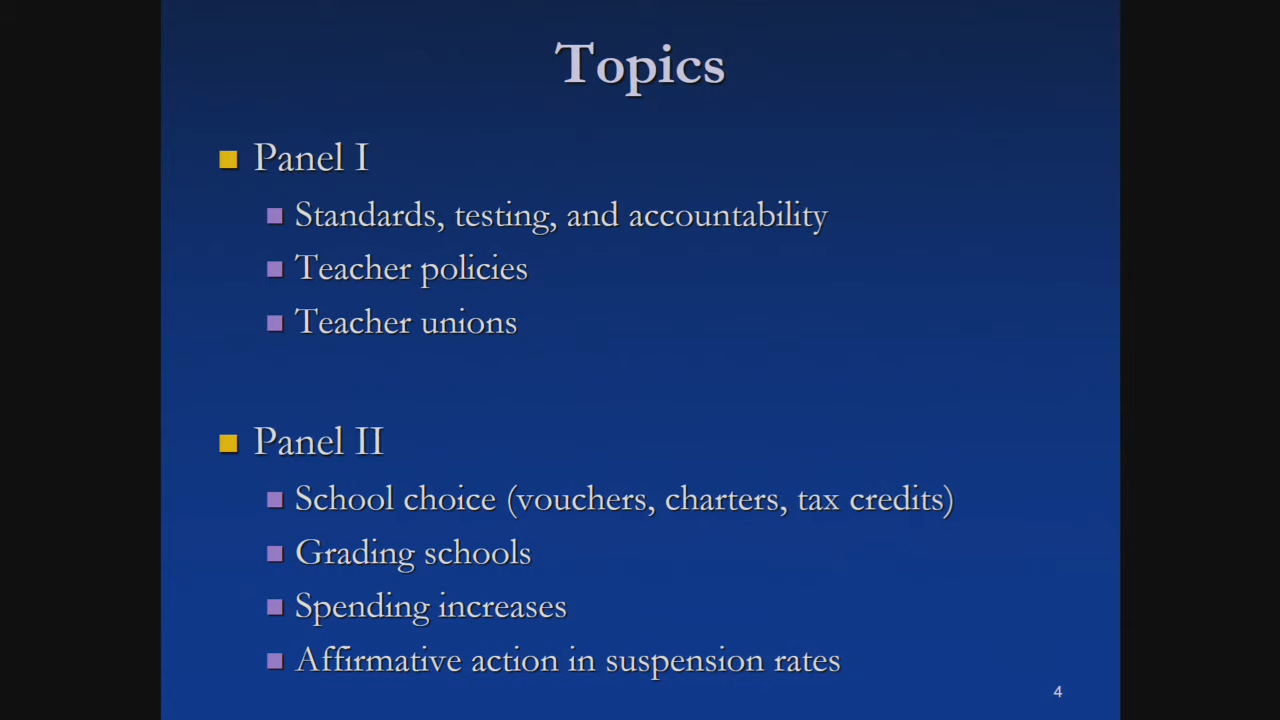 Topics
Panel I
Standards, testing, and accountability
Teacher policies
Teacher unions
Panel II
School choice (vouchers, charters, tax credits)
Grading schools
Spending increases
Affirmative action in suspension rates
4